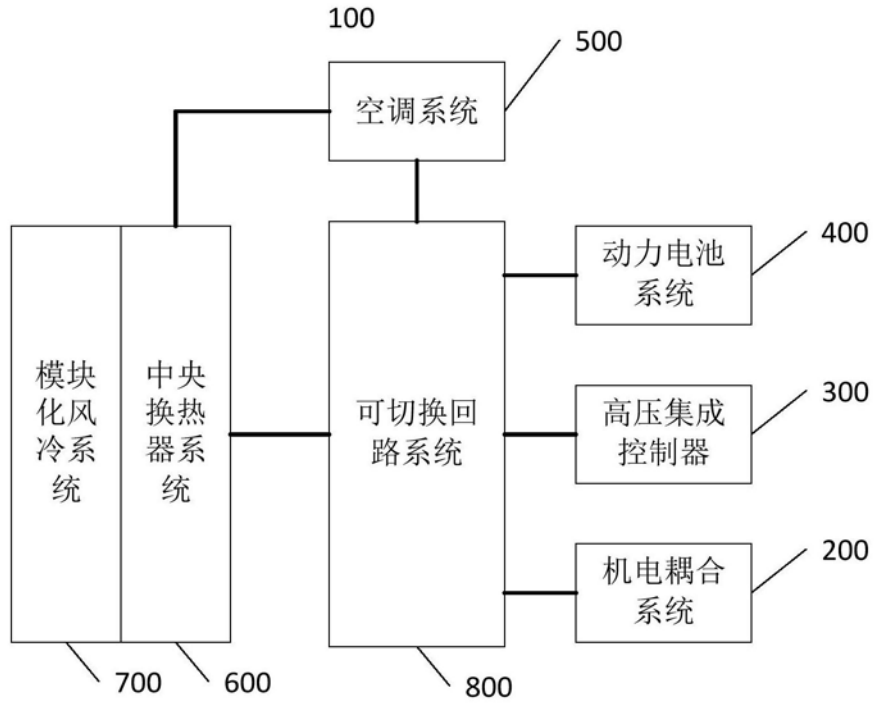 100
500
空调系统
动力电池
系统
400
模块
化风
冷系
统
中央
换热
器系
统
可切换回
路系统
高压集成
控制器
300
机电耦合
系统
200
700
600
800